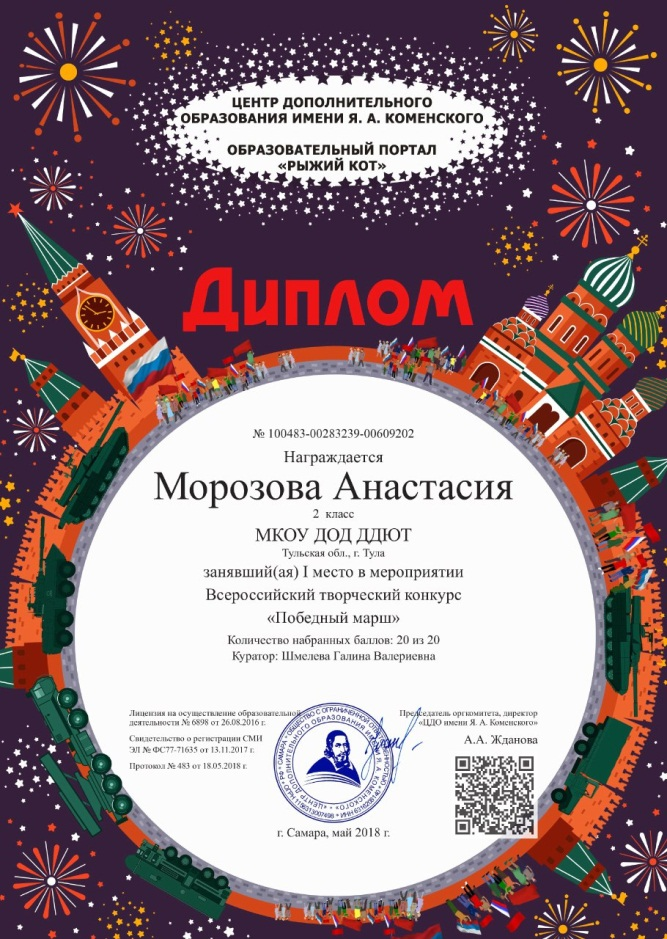 ЦЕНТР ДОПОЛНИТЕЛЬНОГО
ОБРАЗОВАНИЯ ИМЕНИ Я. А. КОМЕНСКОГО
ОБРАЗОВАТЕЛЬНЫЙ ПОРТАЛ
«РЫЖИЙ КОТ»
Диплом
№ 100483-00283239-00609202
Награждается
Морозова Анастасия
2 класс
МКОУ ДОД ДДЮТ
Тульская обл., г. Тула
занявший(ая) I место в мероприятии
Всероссийский творческий конкурс
«Победный марш»
Количество набранных баллов: 20 из 20
Куратор: Шмелева Галина Валериевна
Лицензия на осуществление образовательной
деятельности № 6898 от 26.08.2016 г.
Свидетельство о регистрации СМИ
ЭЛ № ФС77-71635 от 13.11.2017 г.
Протокол № 483 от 18.05.2018 г.
Председатель оргкомитета, директор
«ЦДО имени Я. А. Коменского»
А.А. Жданова
г. Самара, май 2018 г.